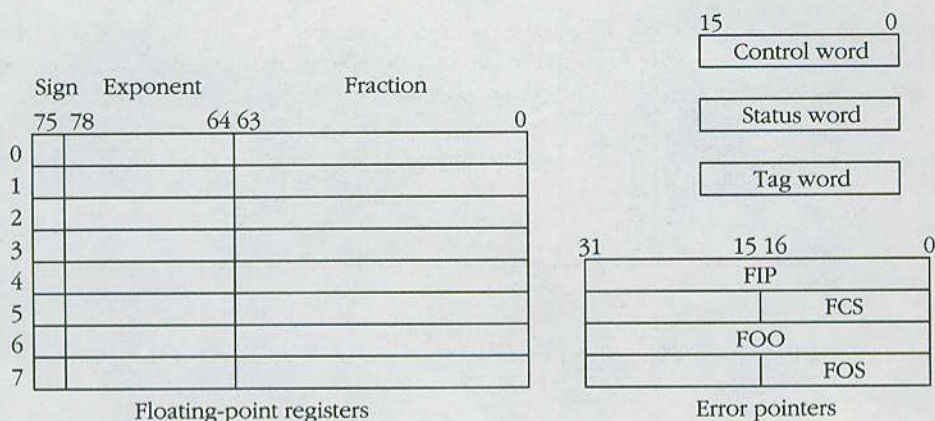 Sign Exponent Fraction
75 78 64 63 0
0
1
2
3
4
5
6
7
Floating-point registers
15 0
Control word
Status word
Tag word
31 15 16 0
FIP
FCS
FOO
FOS
Error pointers